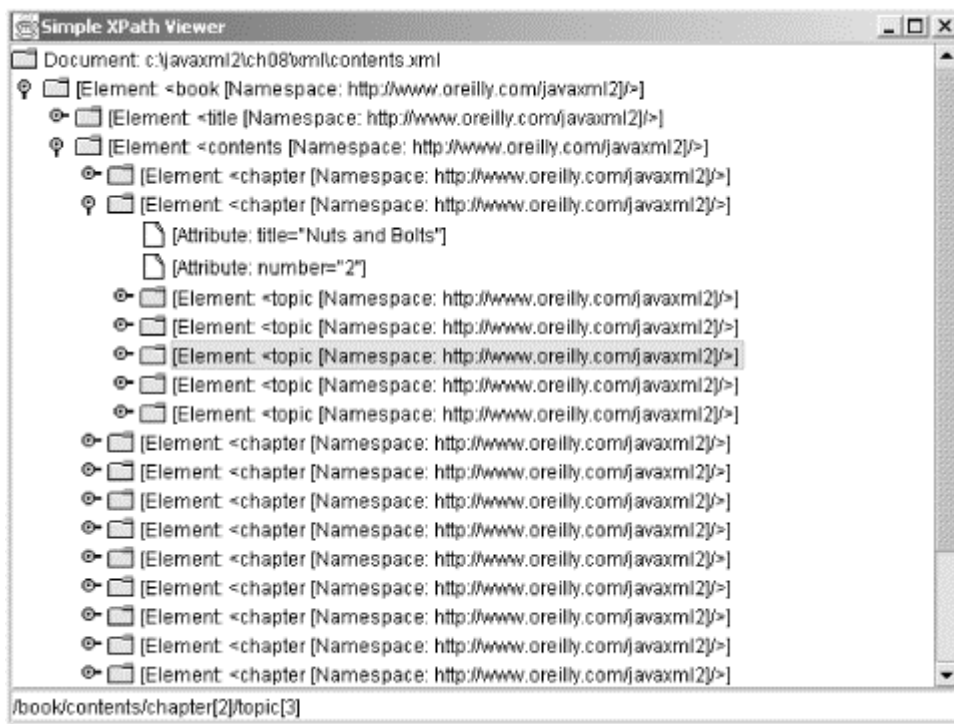 Simple XPath Viewer
Document: c:\javaxml2\ch08\xml\contents.xml
[Element: <book [Namespace: http://www.oreilly.com/javaxml2]/>]
[Element: <title [Namespace: http://www.oreilly.com/javaxml2]/>]
[Element: <contents [Namespace: http://www.oreilly.com/javaxml2]/>]
[Element: <chapter [Namespace: http://www.oreilly.com/javaxml2]/>]
[Element: <chapter [Namespace: http://www.oreilly.com/javaxml2]/>]
[Attribute: title="Nuts and Bolts"]
[Attribute: number="2"]
[Element: <topic [Namespace: http://www.oreilly.com/javaxml2]/>]
[Element: <topic [Namespace: http://www.oreilly.com/javaxml2]/>]
[Element: <topic [Namespace: http://www.oreilly.com/javaxml2]/>]
[Element: <topic [Namespace: http://www.oreilly.com/javaxml2]/>]
[Element: <topic [Namespace: http://www.oreilly.com/javaxml2]/>]
[Element: <chapter [Namespace: http://www.oreilly.com/javaxml2]/>]
[Element: <chapter [Namespace: http://www.oreilly.com/javaxml2]/>]
[Element: <chapter [Namespace: http://www.oreilly.com/javaxml2]/>]
[Element: <chapter [Namespace: http://www.oreilly.com/javaxml2]/>]
[Element: <chapter [Namespace: http://www.oreilly.com/javaxml2]/>]
[Element: <chapter [Namespace: http://www.oreilly.com/javaxml2]/>]
[Element: <chapter [Namespace: http://www.oreilly.com/javaxml2]/>]
[Element: <chapter [Namespace: http://www.oreilly.com/javaxml2]/>]
[Element: <chapter [Namespace: http://www.oreilly.com/javaxml2]/>]
/book/contents/chapter[2]/topic[3]